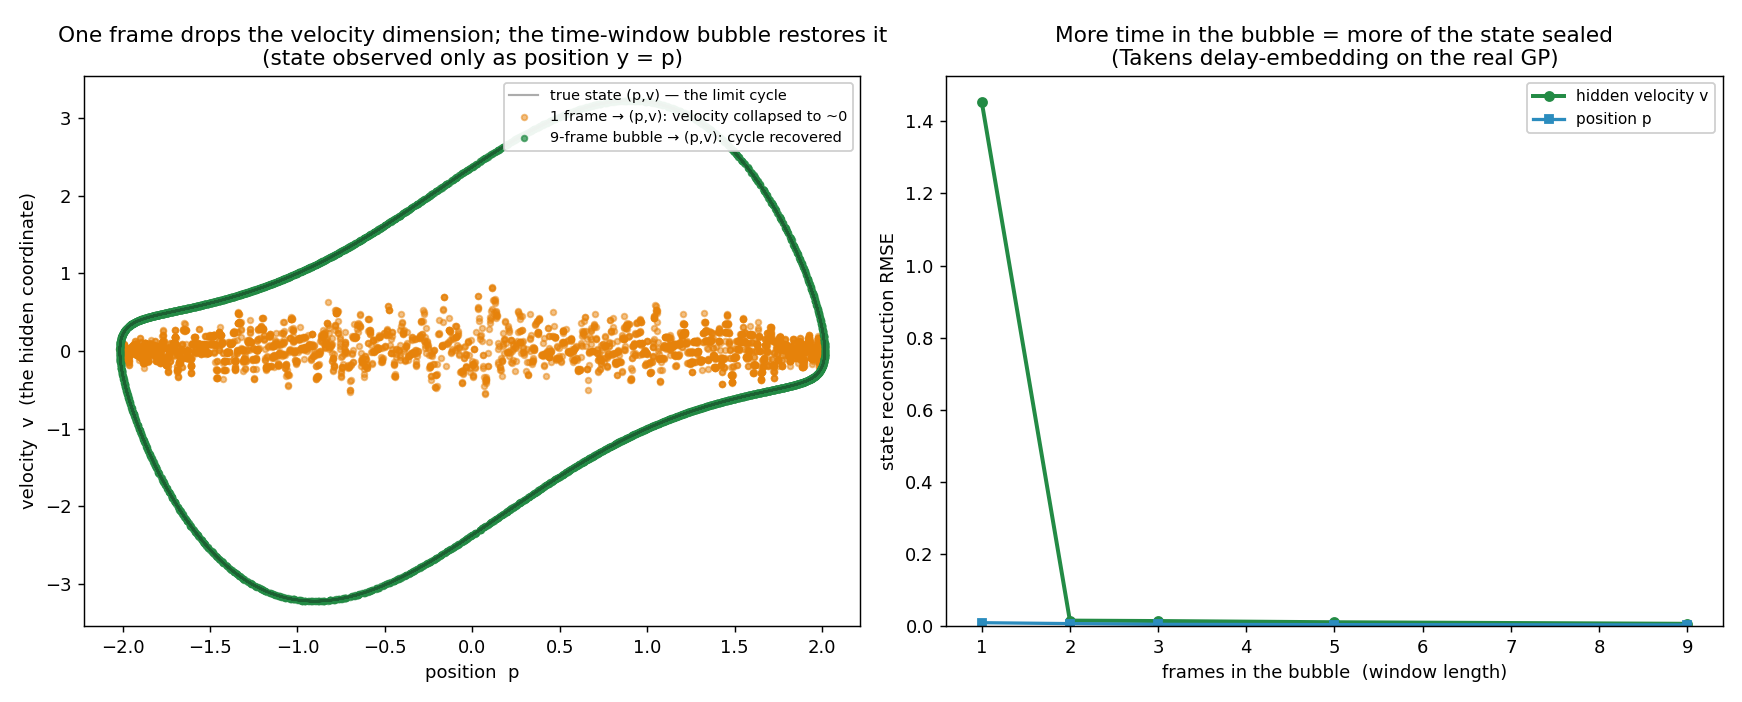 One frame drops the velocity dimension; the time-window bubble restores it
(state observed only as position y = p)
true state (p,v) — the limit cycle
1 frame → (p,v): velocity collapsed to ~0
9-frame bubble → (p,v): cycle recovered
3
2
1
0
−1
−2
−3
velocity v (the hidden coordinate)
−2.0 −1.5 −1.0 −0.5 0.0 0.5 1.0 1.5 2.0
position p
More time in the bubble = more of the state sealed
(Takens delay-embedding on the real GP)
hidden velocity v
position p
1.4
1.2
1.0
0.8
0.6
0.4
0.2
0.0
state reconstruction RMSE
1 2 3 4 5 6 7 8 9
frames in the bubble (window length)